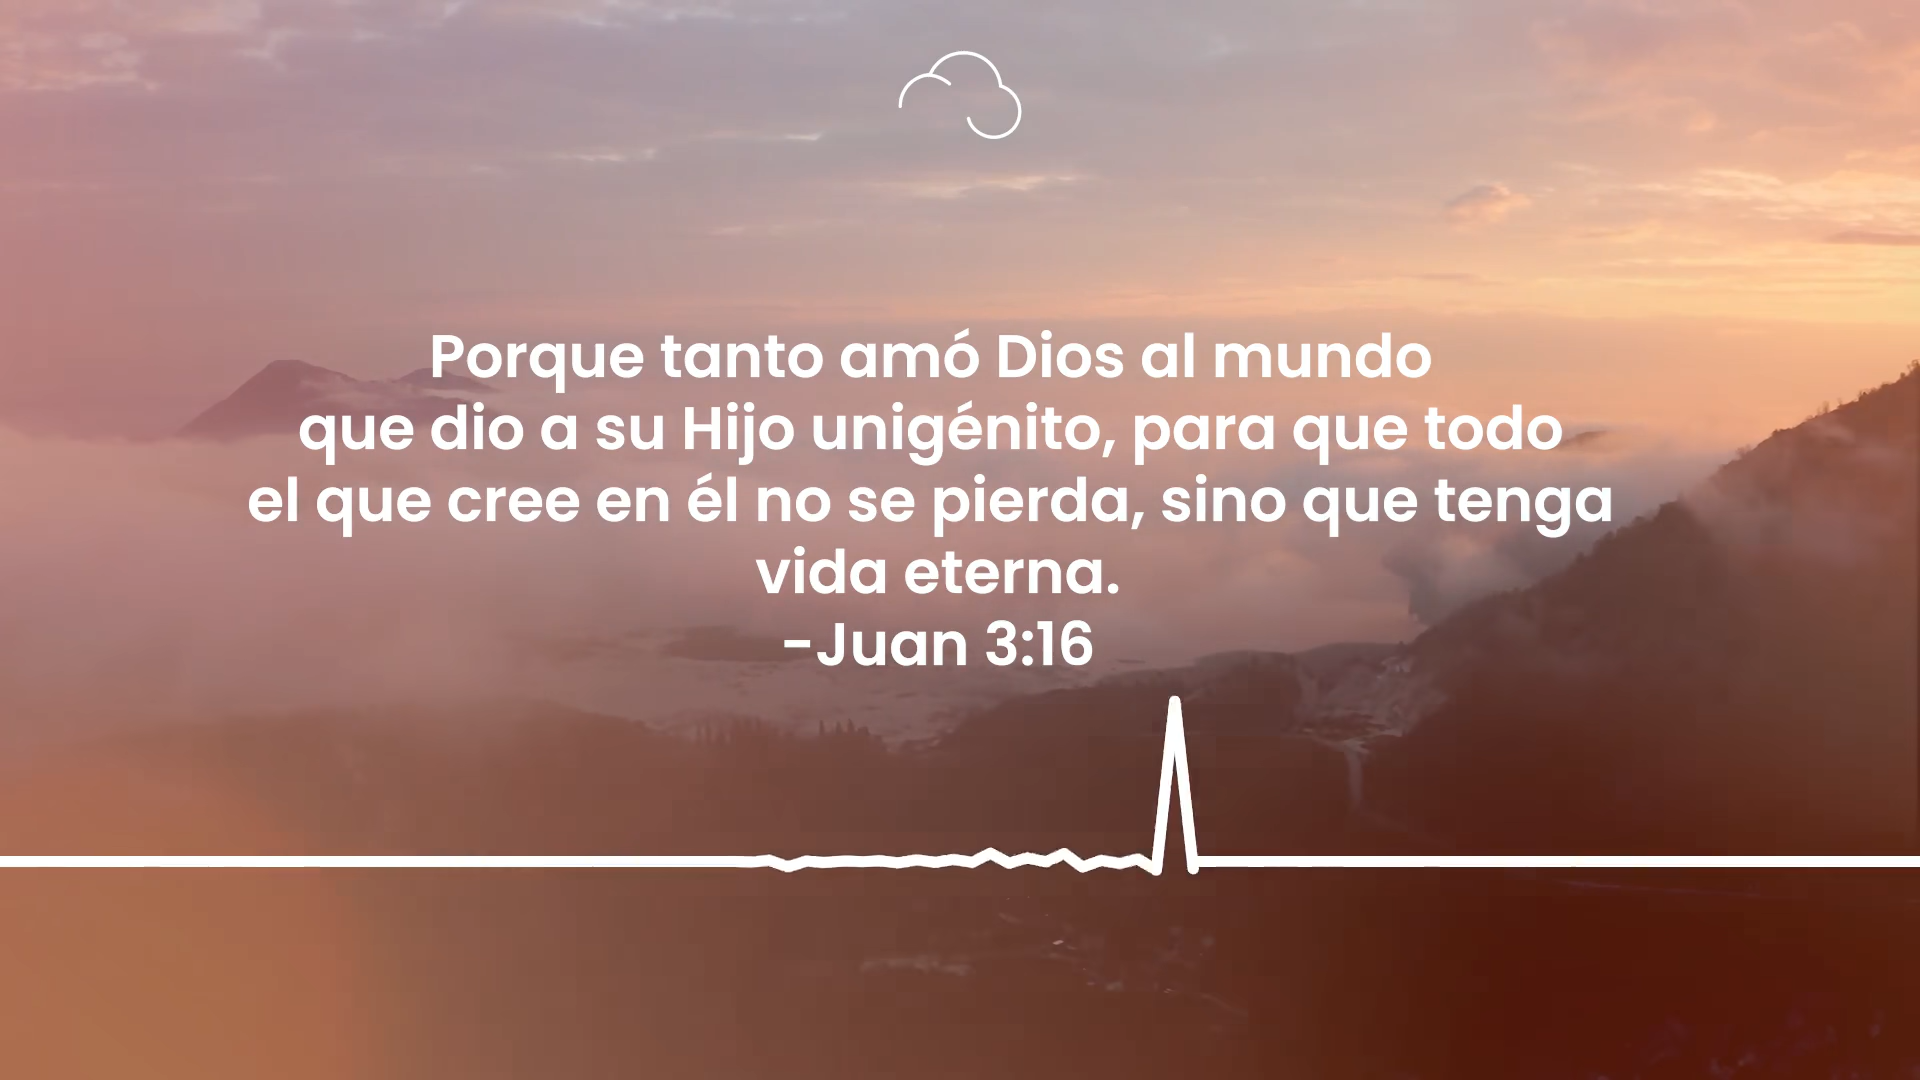 Porque tanto amó Dios al mundo
que dio a su Hijo unigénito, para que todo
el que cree en él no se pierda, sino que tenga
vida eterna.
-Juan 3:16